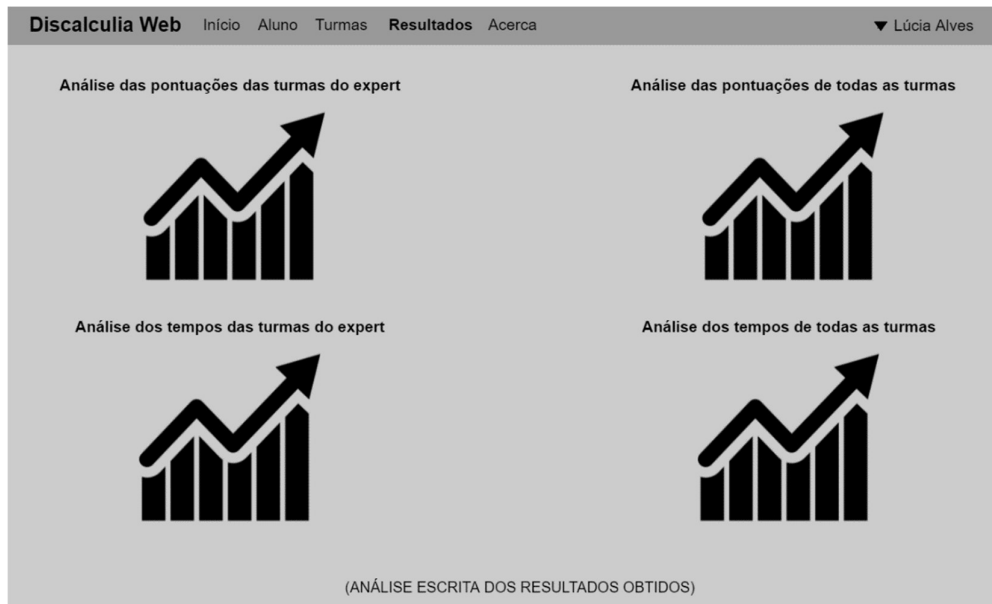 Discalculia Web Início Aluno Turmas Resultados Acerca Lúcia Alves
Análise das pontuações das turmas do expert
Análise das pontuações de todas as turmas
Análise dos tempos das turmas do expert
Análise dos tempos de todas as turmas
(ANÁLISE ESCRITA DOS RESULTADOS OBTIDOS)